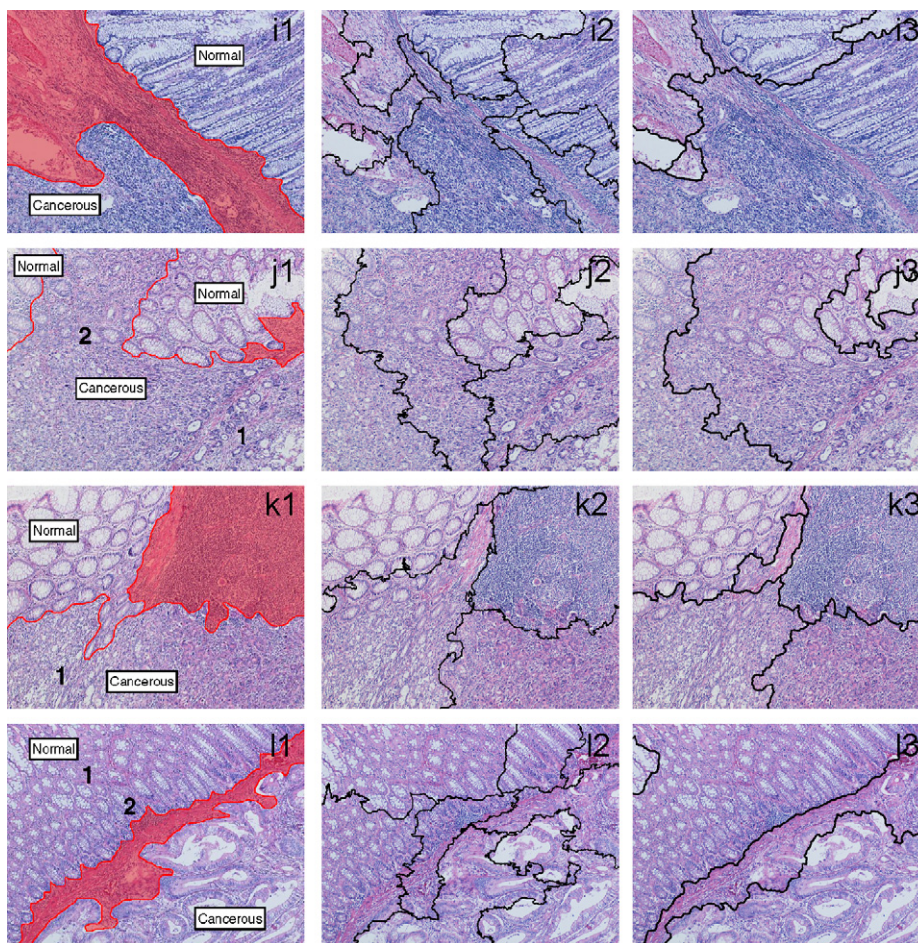 i1
Normal
Cancerous
i2
i3
j1
Normal
Normal
2
Cancerous
1
j2
j3
k1
Normal
1
Cancerous
k2
k3
l1
Normal
1
2
Cancerous
l2
l3